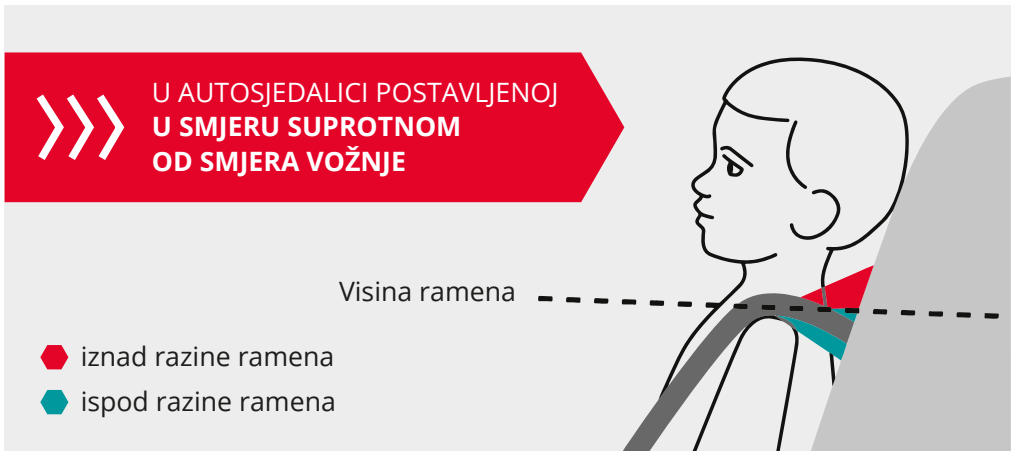 U AUTOSJEDALICI POSTAVLJENOJ
U SMJERU SUPROTNOM
OD SMJERA VOŽNJE
Visina ramena
iznad razine ramena
ispod razine ramena